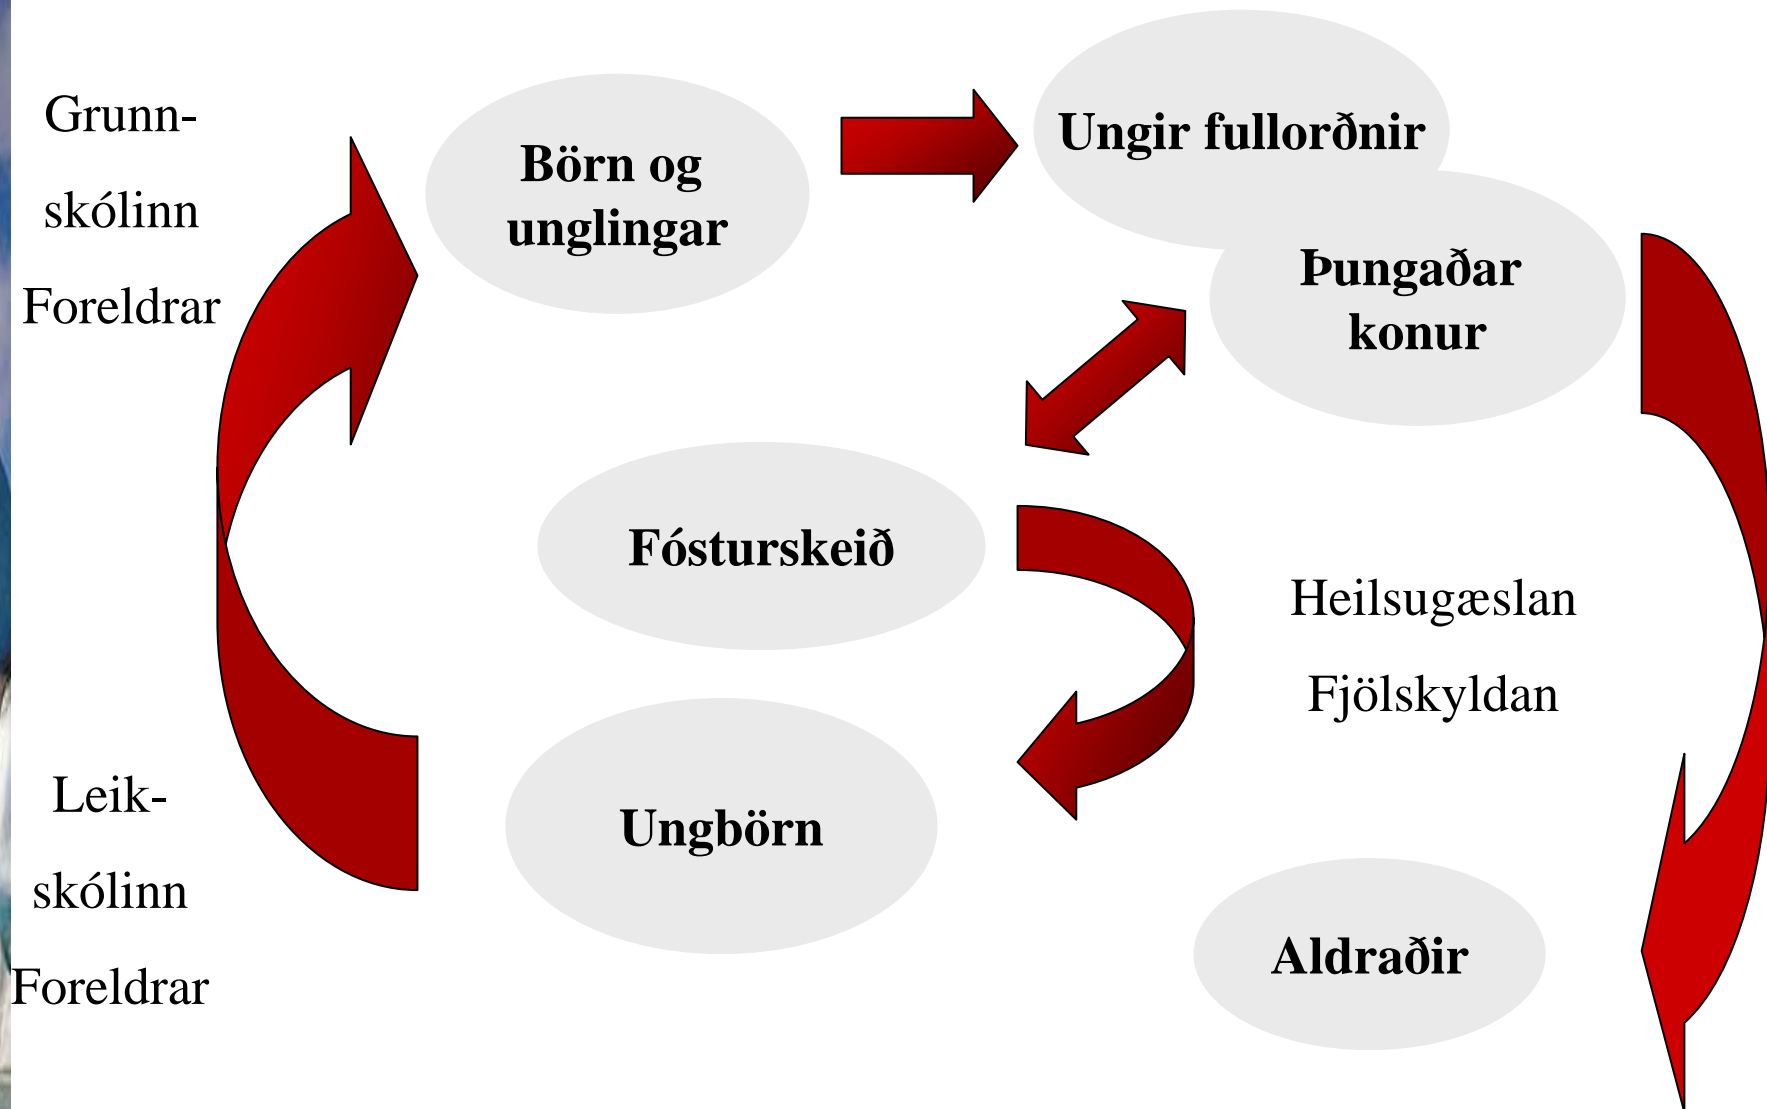 Grunn-
skólinn
Foreldrar
Börn og
unglingar
Ungir fullorðnir
Þungaðar
konur
Fósturskeið
Heilsugæslan
Fjölskyldan
Leik-
skólinn
Foreldrar
Ungbörn
Aldraðir